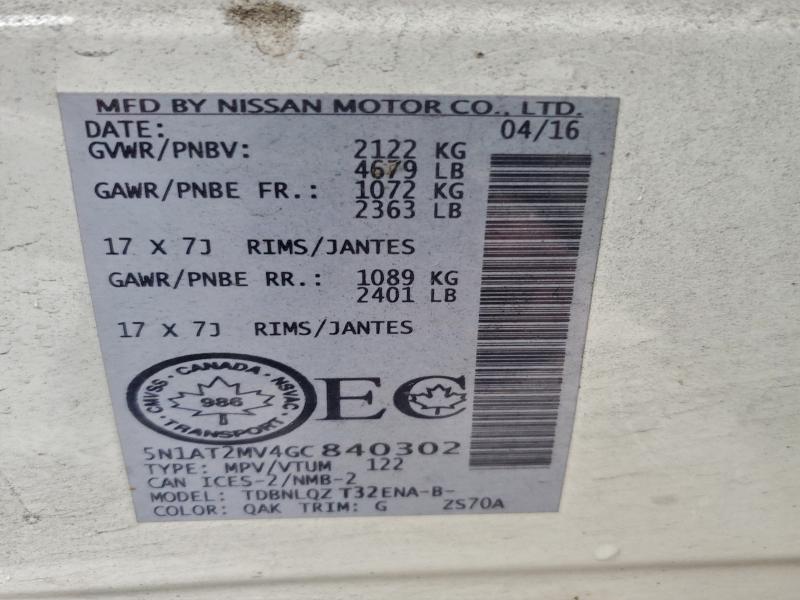 MFD BY NISSAN MOTOR CO., LTD.
DATE: 04/16
GVWR/PNBV: 2122 KG
4679 LB
GAWR/PNBE FR.: 1072 KG
2363 LB
17 X 7J RIMS/JANTES
GAWR/PNBE RR.: 1089 KG
2401 LB
17 X 7J RIMS/JANTES
CMVSS • CANADA • NSVAC • TRANSPORT •
986
EC
5N1AT2MV4GC840302
TYPE: MPV/VTUM 122
CAN ICES-2/NMB-2
MODEL: TDBNLQZ T32ENA-B-
COLOR: QAK TRIM: G ZS70A